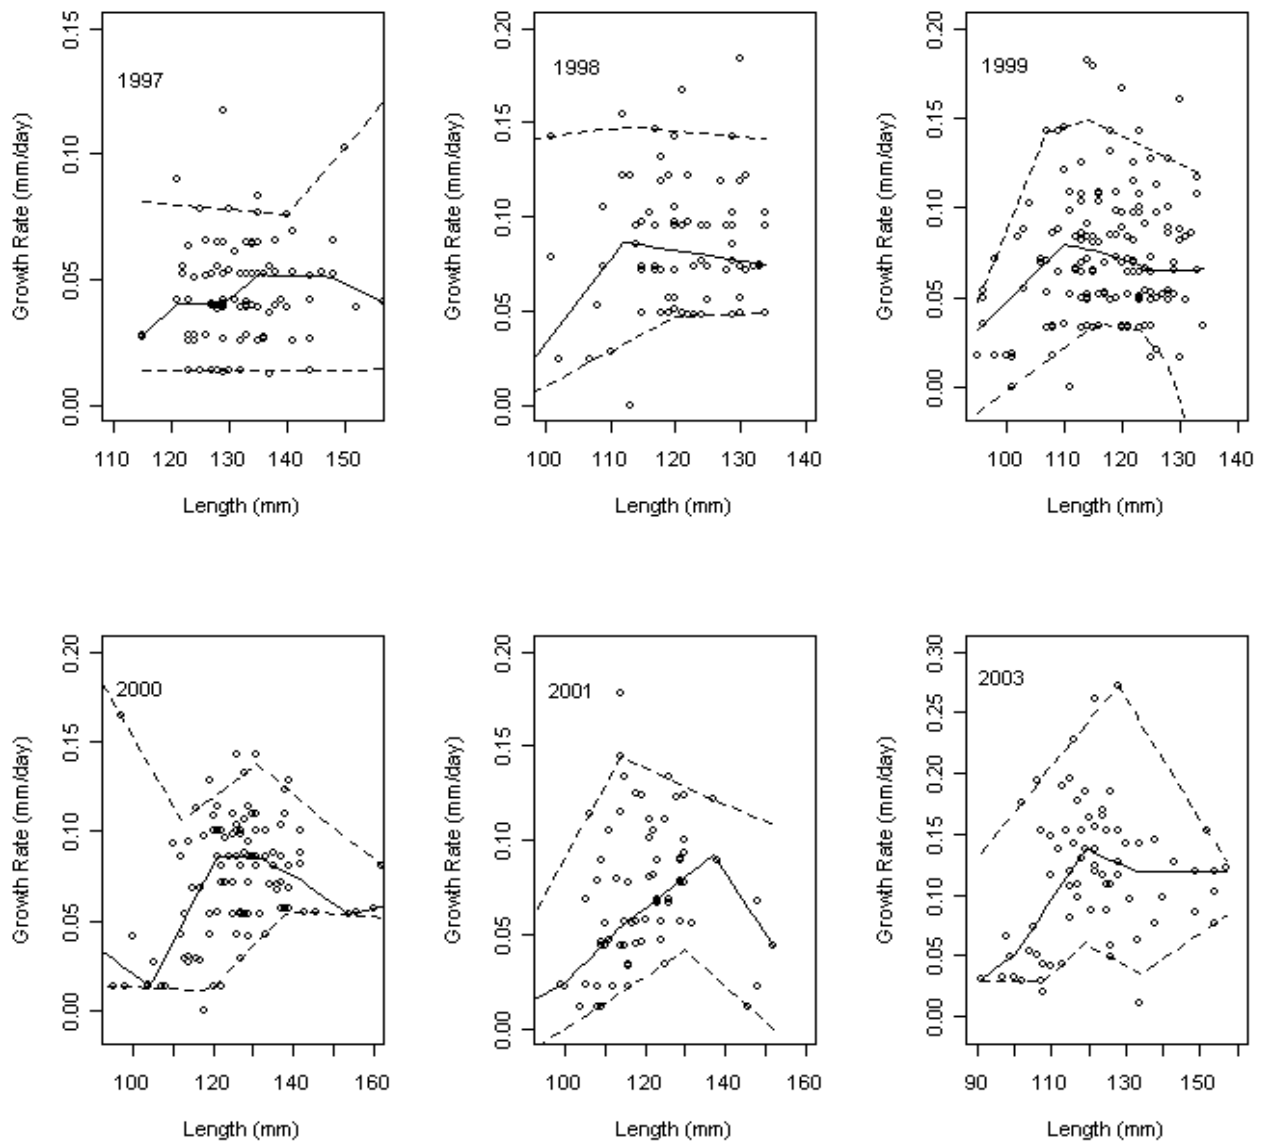 1997
Growth Rate (mm/day)
0.00 0.05 0.10 0.15
110 120 130 140 150
Length (mm)
1998
Growth Rate (mm/day)
0.00 0.05 0.10 0.15 0.20
100 110 120 130 140
Length (mm)
1999
Growth Rate (mm/day)
0.00 0.05 0.10 0.15 0.20
100 110 120 130 140
Length (mm)
2000
Growth Rate (mm/day)
0.00 0.05 0.10 0.15 0.20
100 120 140 160
Length (mm)
2001
Growth Rate (mm/day)
0.00 0.05 0.10 0.15 0.20
100 120 140 160
Length (mm)
2003
Growth Rate (mm/day)
0.00 0.05 0.10 0.15 0.20 0.25 0.30
90 110 130 150
Length (mm)